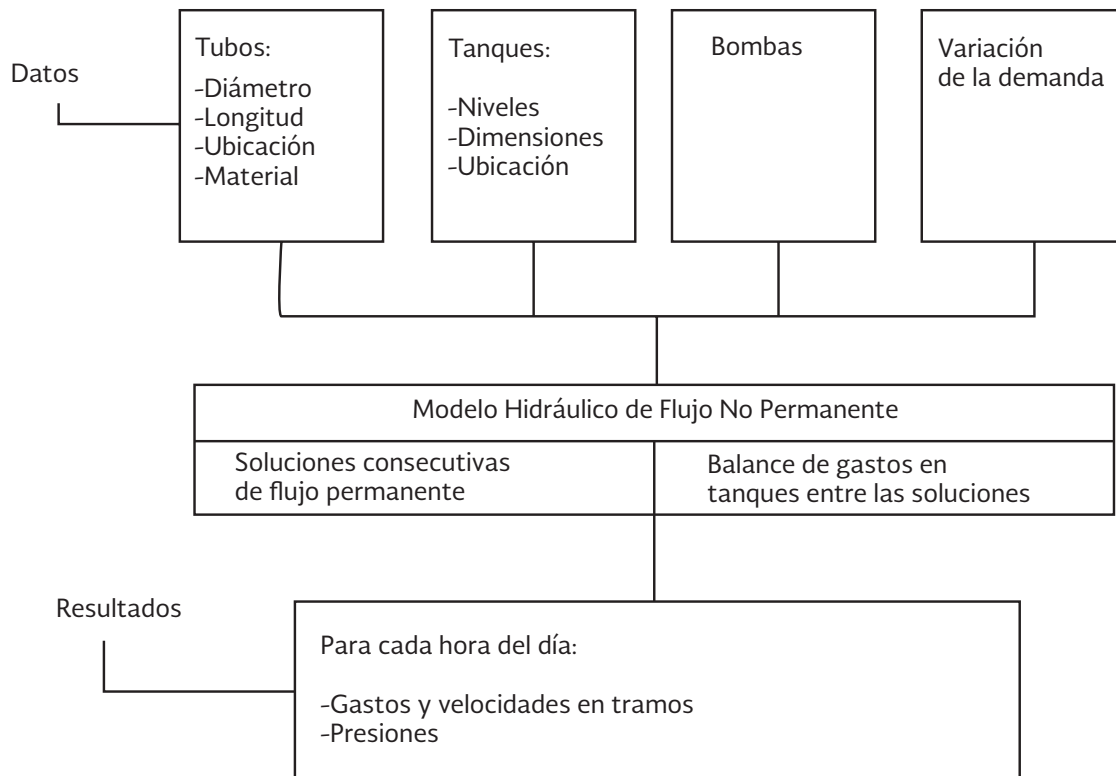 Datos
Tubos:
-Diámetro
-Longitud
-Ubicación
-Material
Tanques:
-Niveles
-Dimensiones
-Ubicación
Bombas
Variación
de la demanda
Modelo Hidráulico de Flujo No Permanente
Soluciones consecutivas
de flujo permanente
Balance de gastos en
tanques entre las soluciones
Resultados
Para cada hora del día:
-Gastos y velocidades en tramos
-Presiones